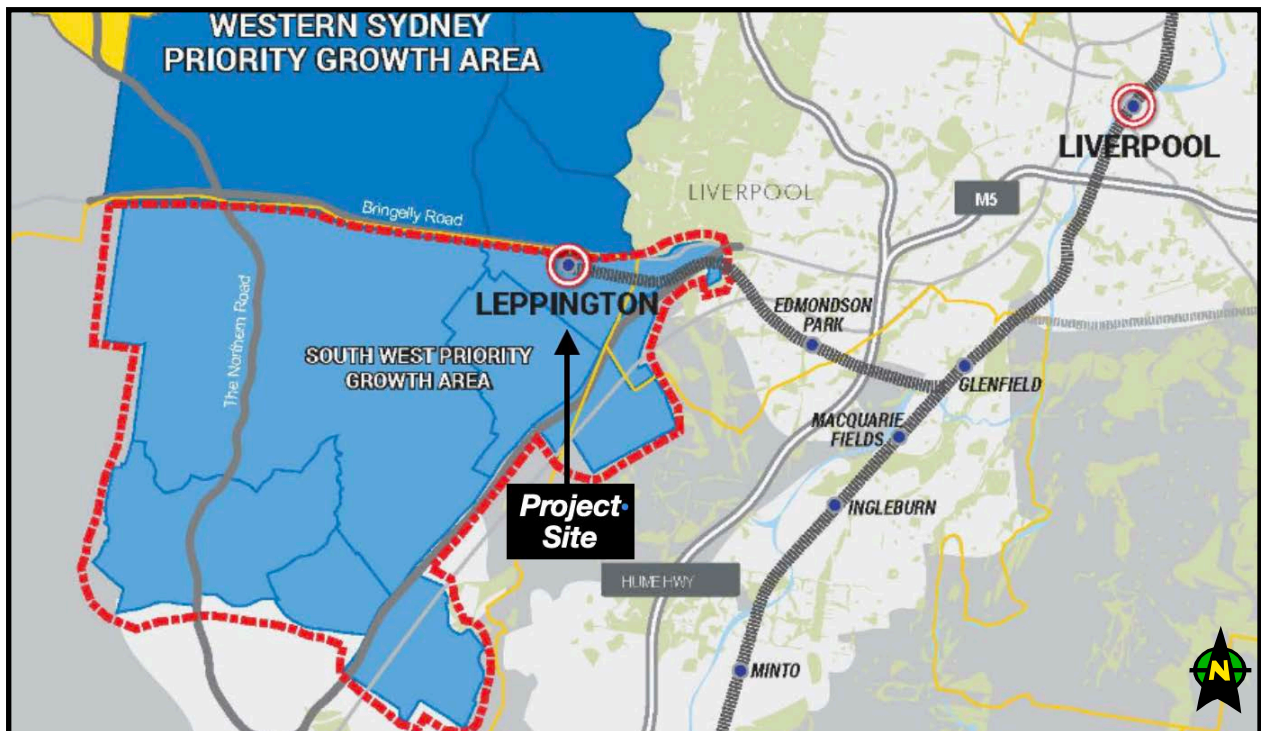 WESTERN SYDNEY
PRIORITY GROWTH AREA
LIVERPOOL
LIVERPOOL
M5
Bringelly Road
LEPPINGTON
The Northern Road
SOUTH WEST PRIORITY
GROWTH AREA
EDMONDSON
PARK
GLENFIELD
MACQUARIE
FIELDS
INGLEBURN
Project
Site
HUME HWY
MINTO
N